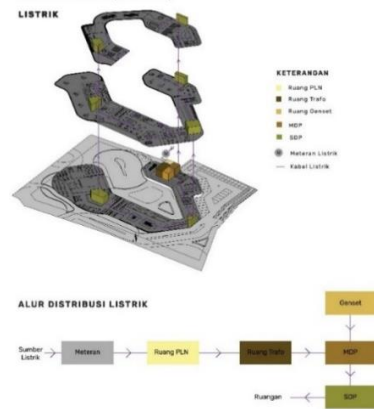 LISTRIK
KETERANGAN
Ruang PLN
Ruang Trafo
Ruang Genset
MDP
SDP
Meteran Listrik
Kabel Listrik
ALUR DISTRIBUSI LISTRIK
Genset
Sumber
Listrik
Meteran
Ruang PLN
Ruang Trafo
MDP
Ruangan
SDP